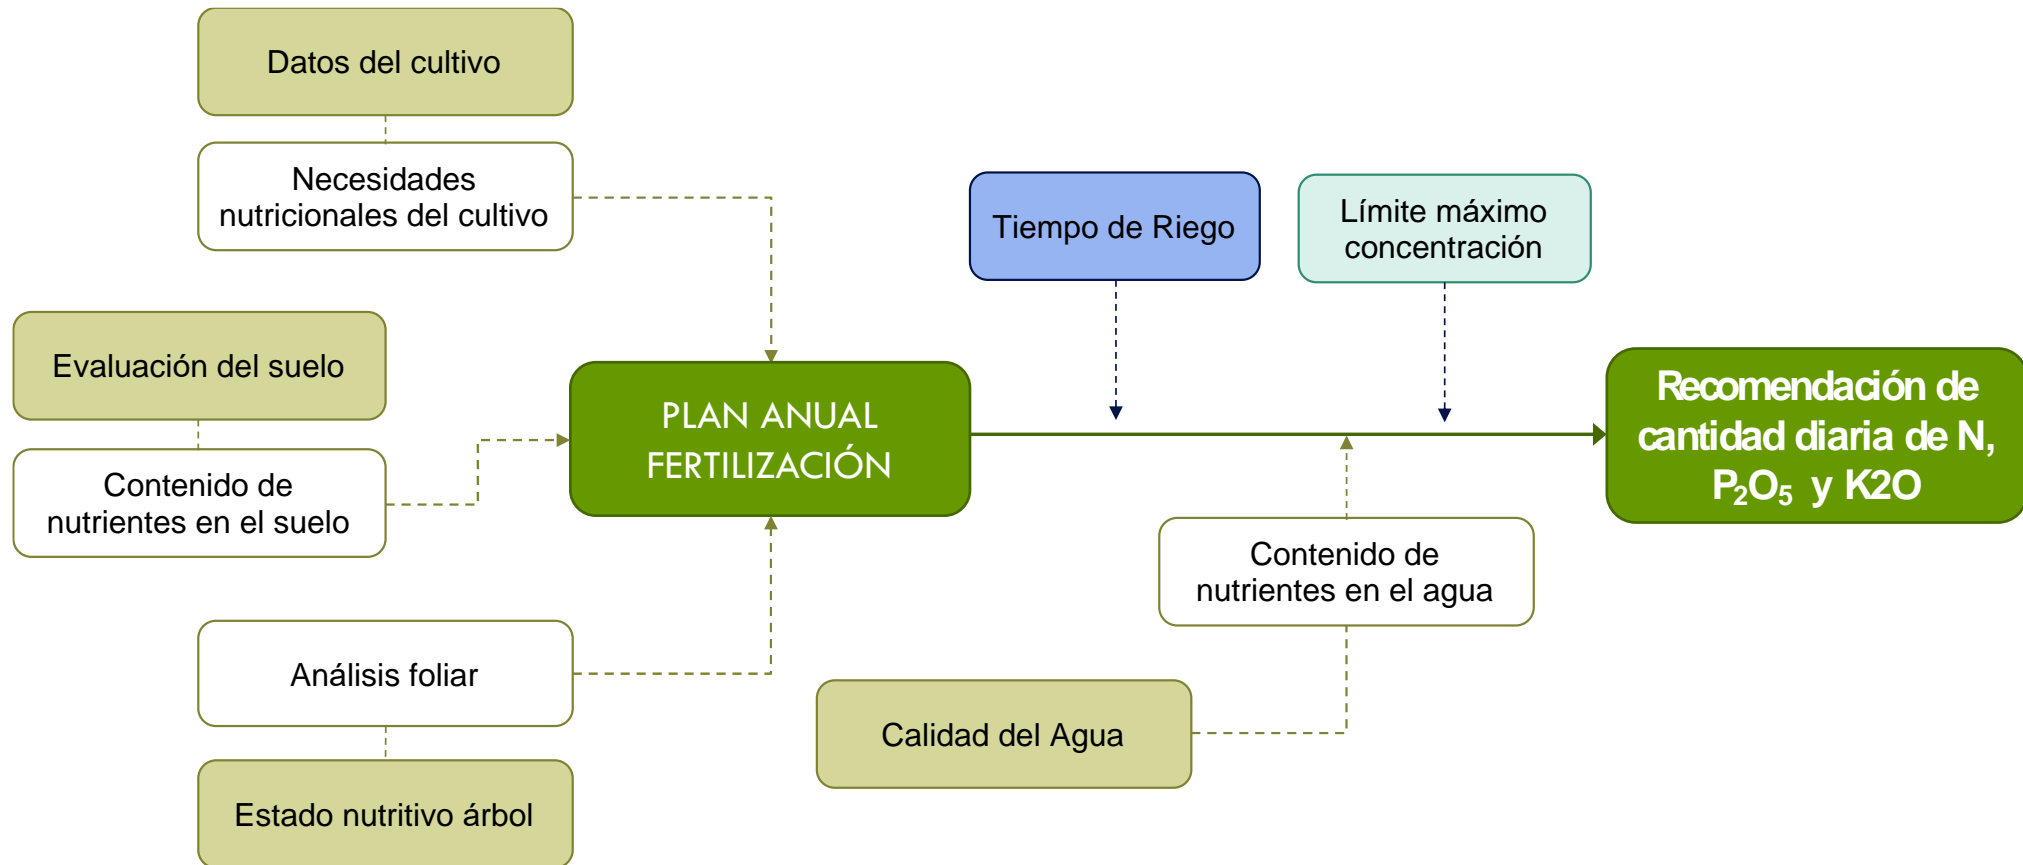 Datos del cultivo
Necesidades
nutricionales del cultivo
Tiempo de Riego
Límite máximo
concentración
Evaluación del suelo
Contenido de
nutrientes en el suelo
PLAN ANUAL
FERTILIZACIÓN
Recomendación de
cantidad diaria de N,
P₂O₅ y K2O
Contenido de
nutrientes en el agua
Análisis foliar
Calidad del Agua
Estado nutritivo árbol